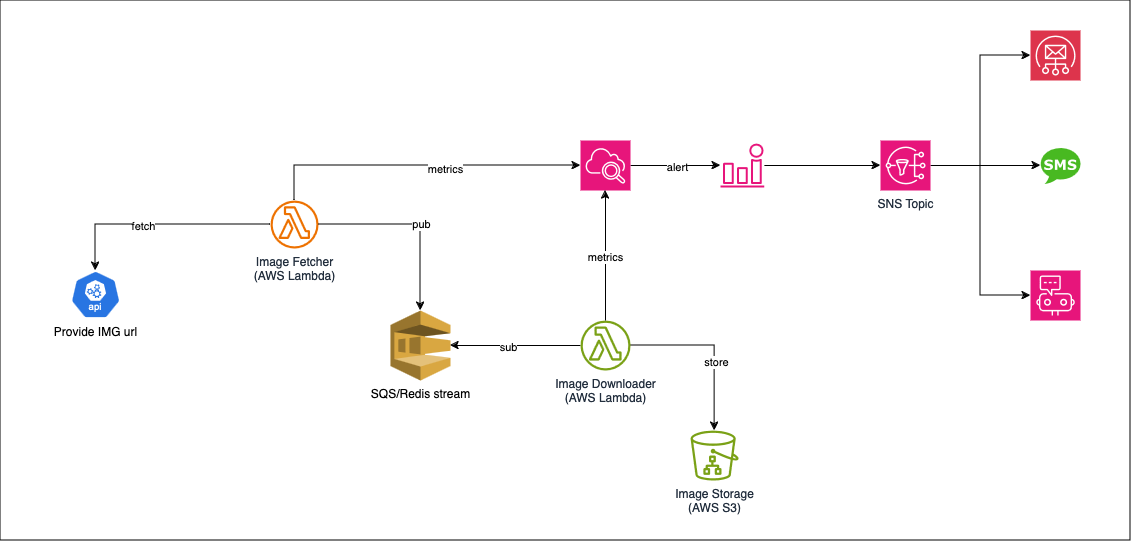 SMS
metrics
alert
SNS Topic
fetch
pub
Image Fetcher
(AWS Lambda)
metrics
api
Provide IMG url
sub
store
SQS/Redis stream
Image Downloader
(AWS Lambda)
Image Storage
(AWS S3)